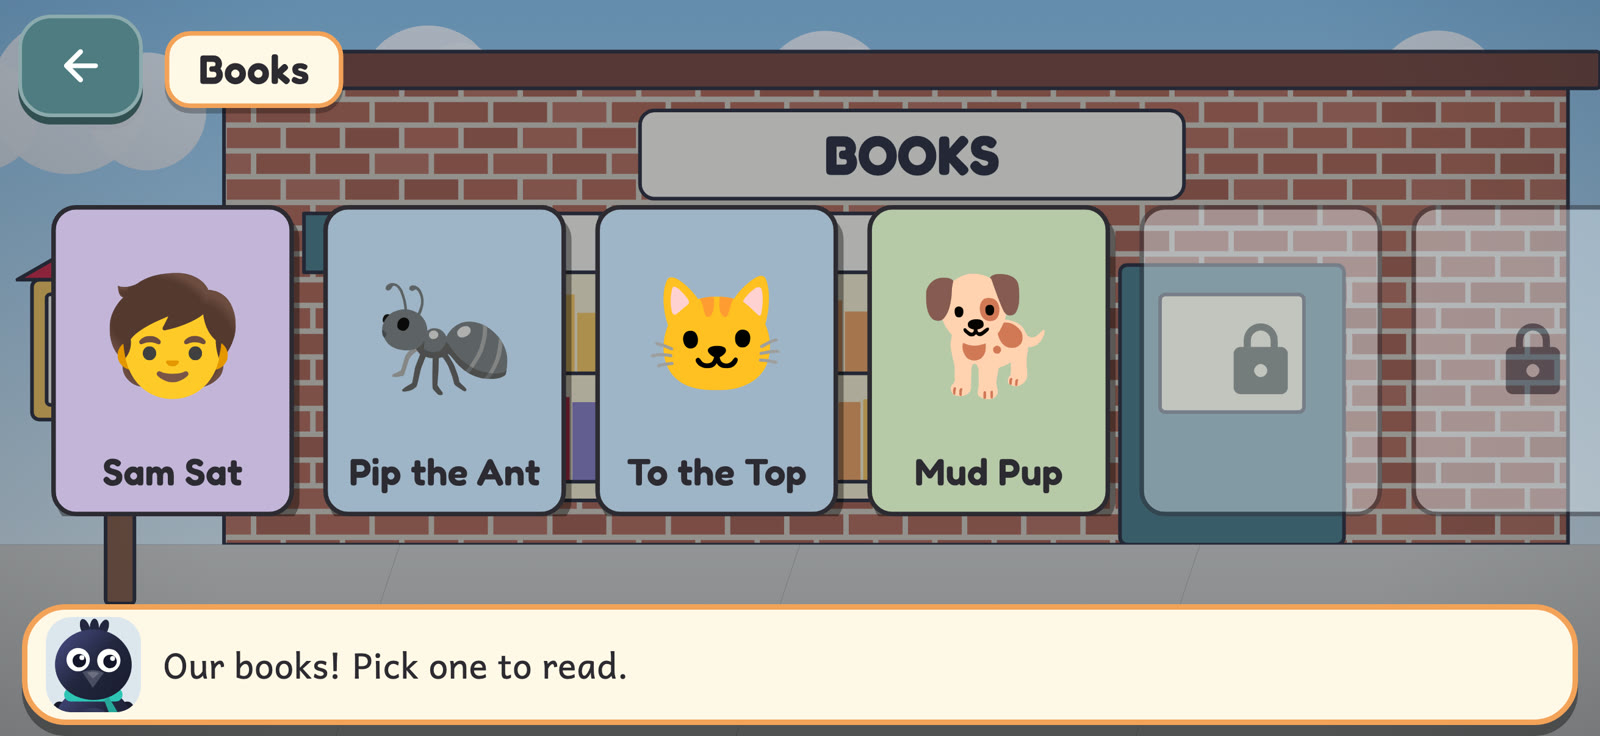 Books
BOOKS
Sam Sat
Pip the Ant
To the Top
Mud Pup
Our books! Pick one to read.